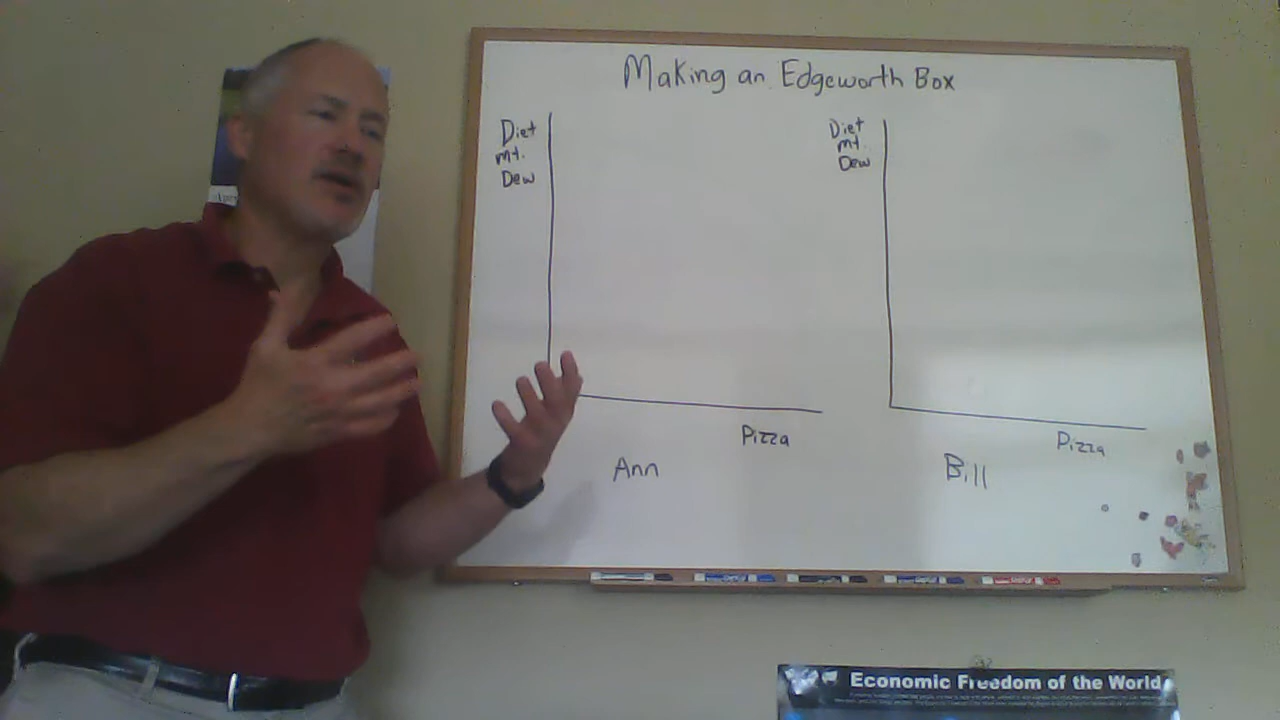 Making an Edgeworth Box
Diet
Mt.
Dew
Diet
Mt.
Dew
Pizza
Pizza
Ann
Bill
Economic Freedom of the World